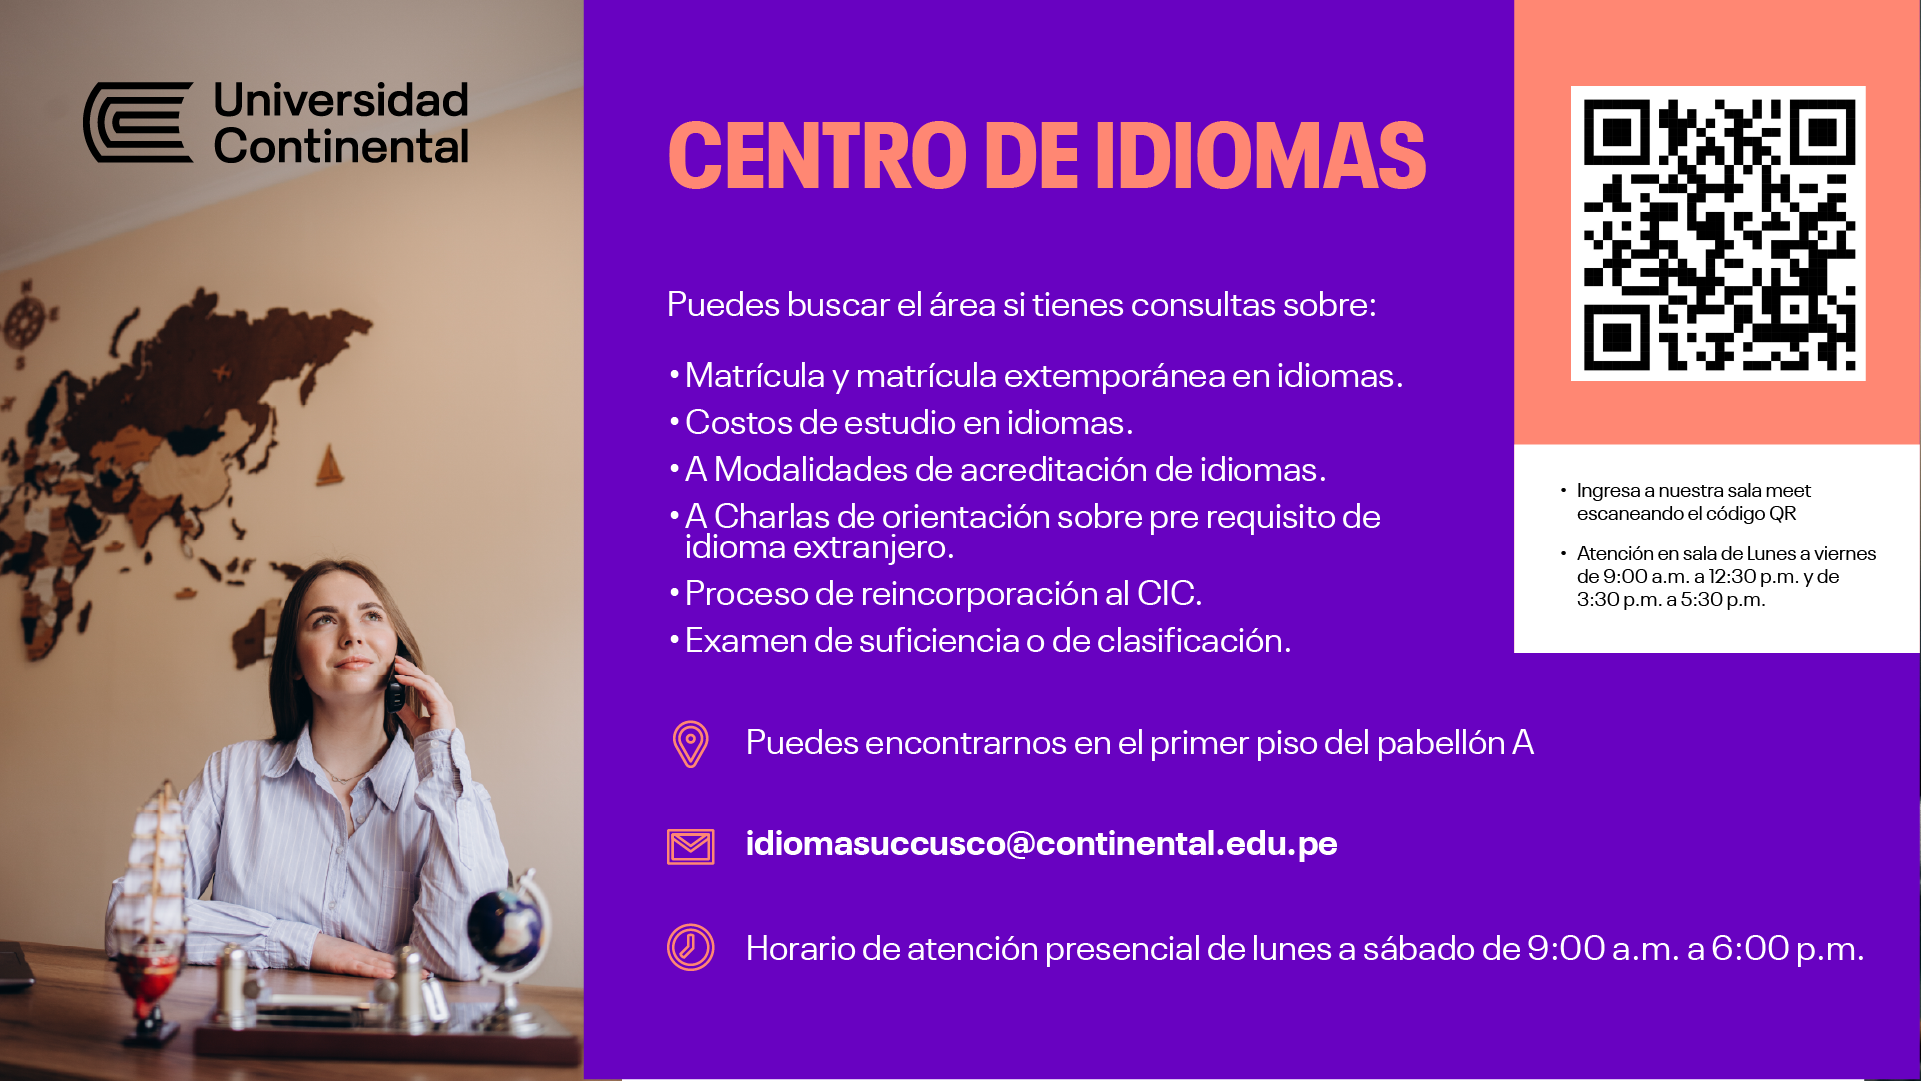 Universidad
Continental
CENTRO DE IDIOMAS
Puedes buscar el área si tienes consultas sobre:
• Matrícula y matrícula extemporánea en idiomas.
• Costos de estudio en idiomas.
• A Modalidades de acreditación de idiomas.
• A Charlas de orientación sobre pre requisito de
idioma extranjero.
• Proceso de reincorporación al CIC.
• Examen de suficiencia o de clasificación.
Puedes encontrarnos en el primer piso del pabellón A
idiomasuccusco@continental.edu.pe
Horario de atención presencial de lunes a sábado de 9:00 a.m. a 6:00 p.m.
• Ingresa a nuestra sala meet
escaneando el código QR
• Atención en sala de Lunes a viernes
de 9:00 a.m. a 12:30 p.m. y de
3:30 p.m. a 5:30 p.m.
N
E
S